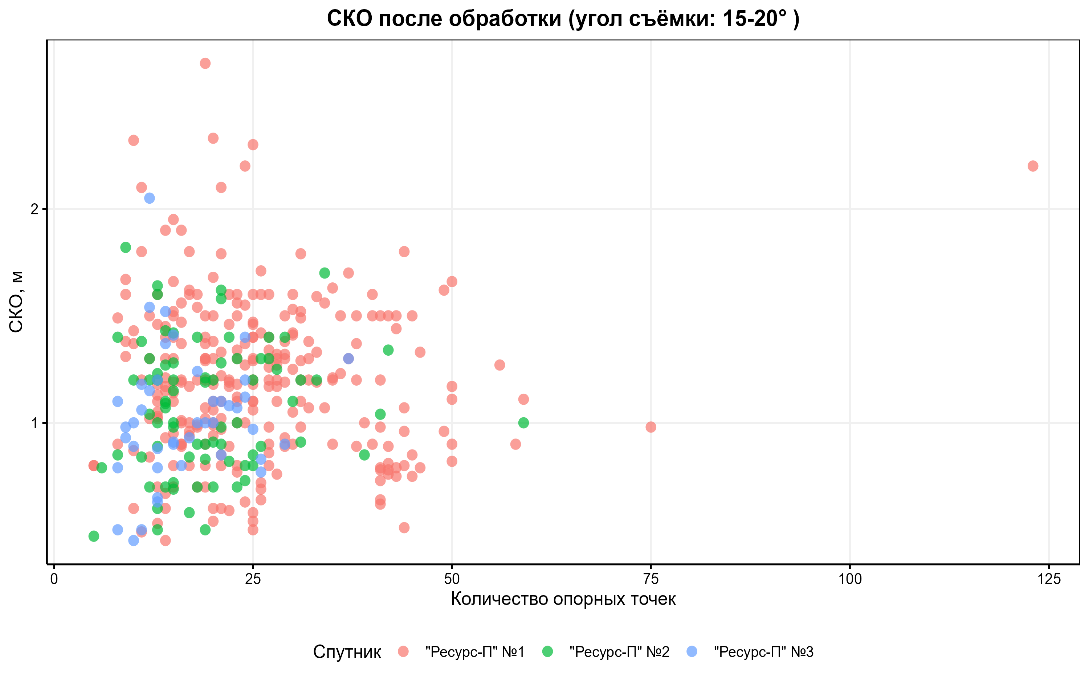 СКО после обработки (угол съёмки: 15-20° )
СКО, м
2
1
0 25 50 75 100 125
Количество опорных точек
Спутник "Ресурс-П" №1 "Ресурс-П" №2 "Ресурс-П" №3